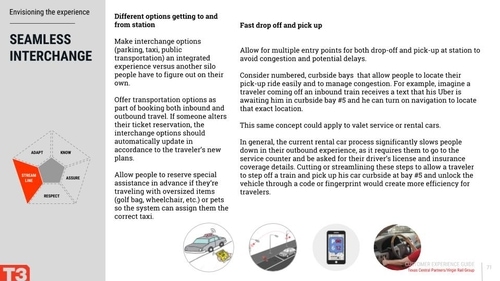 Envisioning the experience
SEAMLESS
INTERCHANGE
ADAPT
KNOW
STREAM
LINE
ASSURE
RESPECT
T3
Different options getting to and
from station
Make interchange options
(parking, taxi, public
transportation) an integrated
experience versus another silo
people have to figure out on their
own.
Offer transportation options as
part of booking both inbound and
outbound travel. If someone alters
their ticket reservation, the
interchange options should
automatically update in
accordance to the traveler's new
plans.
Allow people to reserve special
assistance in advance if they're
traveling with oversized items
(golf bag, wheelchair, etc.) or pets
so the system can assign them the
correct taxi.
Fast drop off and pick up
Allow for multiple entry points for both drop-off and pick-up at station to
avoid congestion and potential delays.
Consider numbered, curbside bays that allow people to locate their
pick-up ride easily and to manage congestion. For example, imagine a
traveler coming off an inbound train receives a text that his Uber is
awaiting him in curbside bay #5 and he can turn on navigation to locate
that exact location.
This same concept could apply to valet service or rental cars.
In general, the current rental car process significantly slows people
down in their outbound experience, as it requires them to go to the
service counter and be asked for their driver's license and insurance
coverage details. Cutting or streamlining these steps to allow a traveler
to step off a train and pick up his car curbside at bay #5 and unlock the
vehicle through a code or fingerprint would create more efficiency for
travelers.
CUSTOMER EXPERIENCE GUIDE
Texas Central Partners/Virgin Rail Group